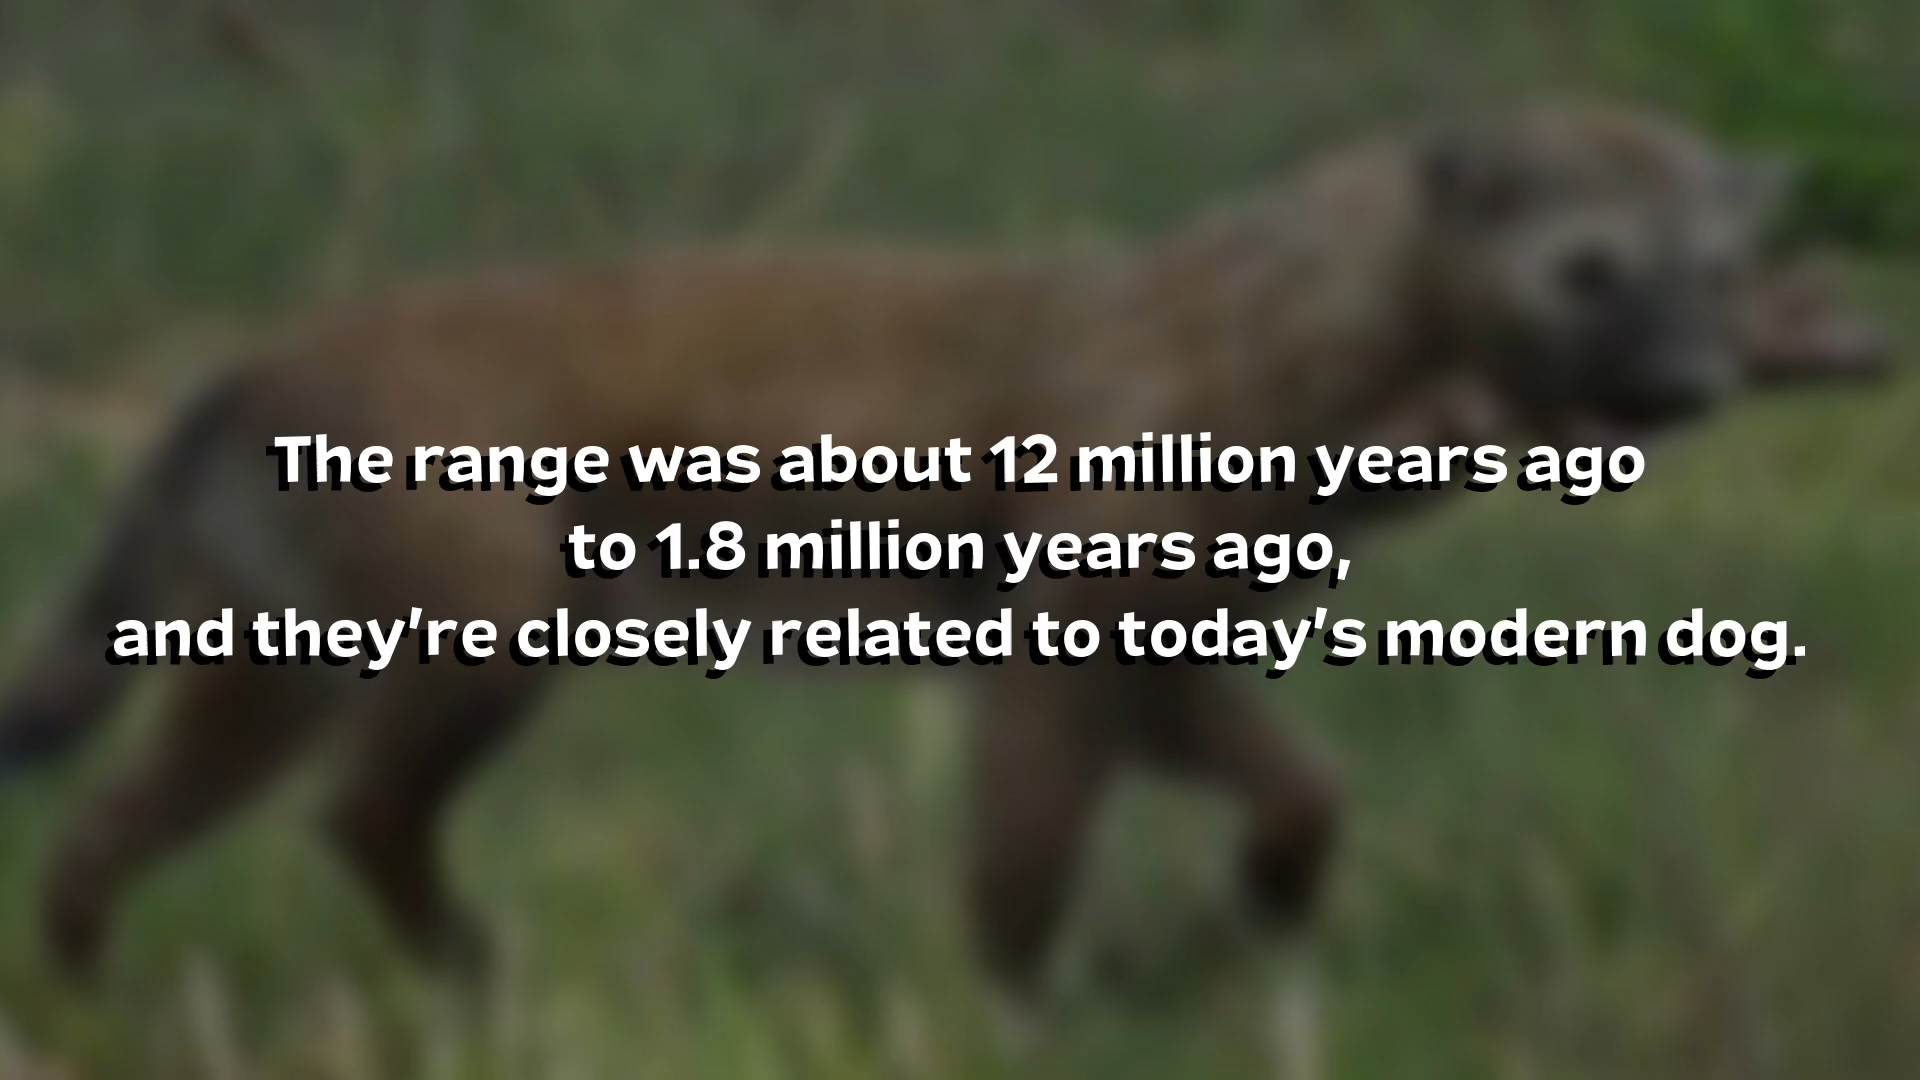 The range was about 12 million years ago
to 1.8 million years ago,
and they're closely related to today's modern dog.